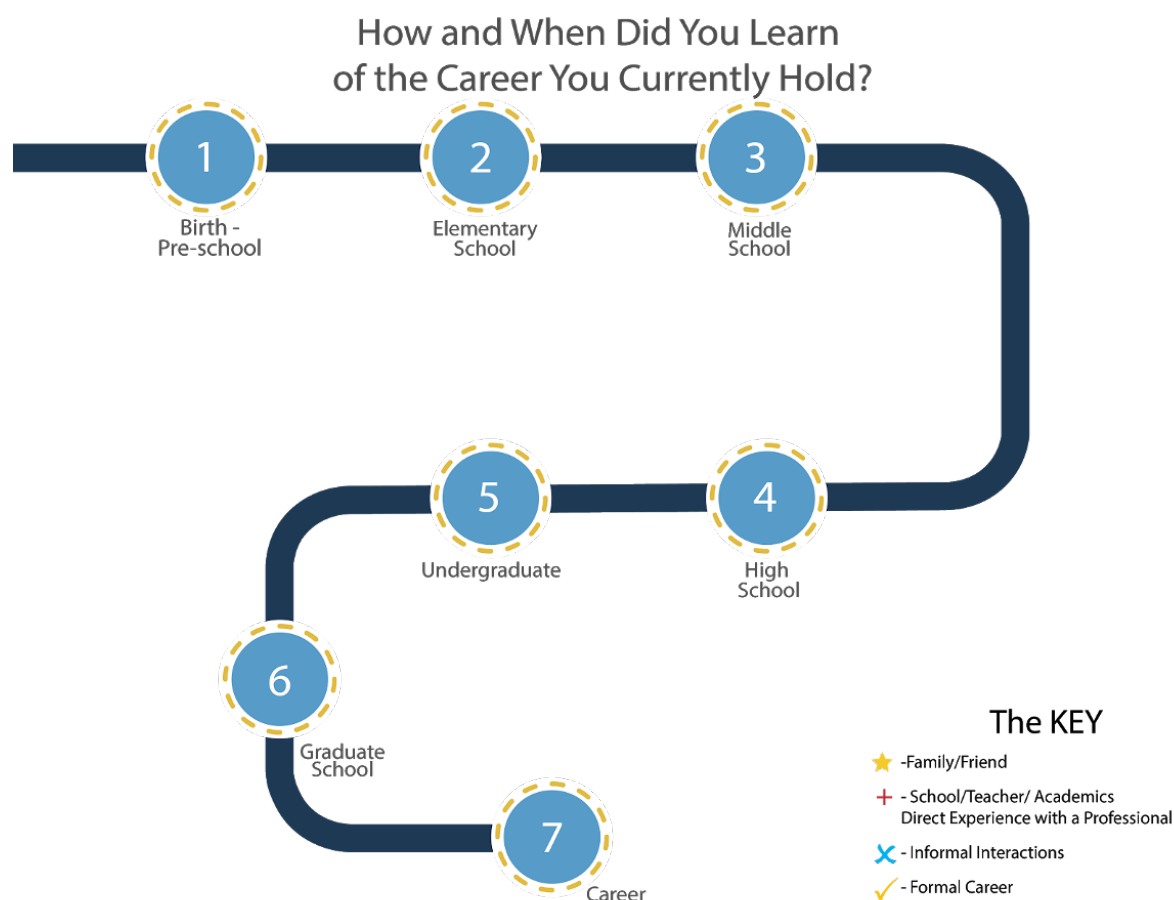 How and When Did You Learn
of the Career You Currently Hold?
1
Birth -
Pre-school
2
Elementary
School
3
Middle
School
4
High
School
5
Undergraduate
6
Graduate
School
7
Career
The KEY
-Family/Friend
- School/Teacher/ Academics
Direct Experience with a Professional
- Informal Interactions
- Formal Career